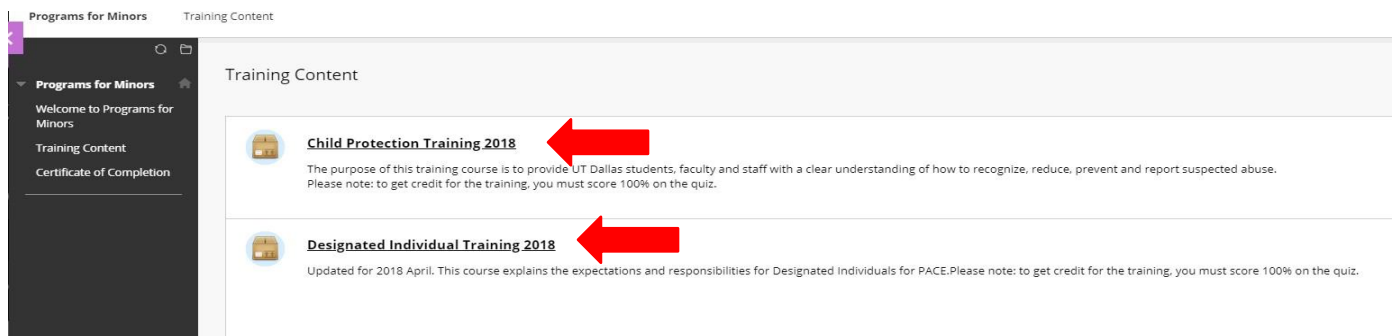 Programs for Minors Training Content
Programs for Minors
Welcome to Programs for
Minors
Training Content
Certificate of Completion
Training Content
Child Protection Training 2018
The purpose of this training course is to provide UT Dallas students, faculty and staff with a clear understanding of how to recognize, reduce, prevent and report suspected abuse.
Please note: to get credit for the training, you must score 100% on the quiz.
Designated Individual Training 2018
Updated for 2018 April. This course explains the expectations and responsibilities for Designated Individuals for PACE.Please note: to get credit for the training, you must score 100% on the quiz.